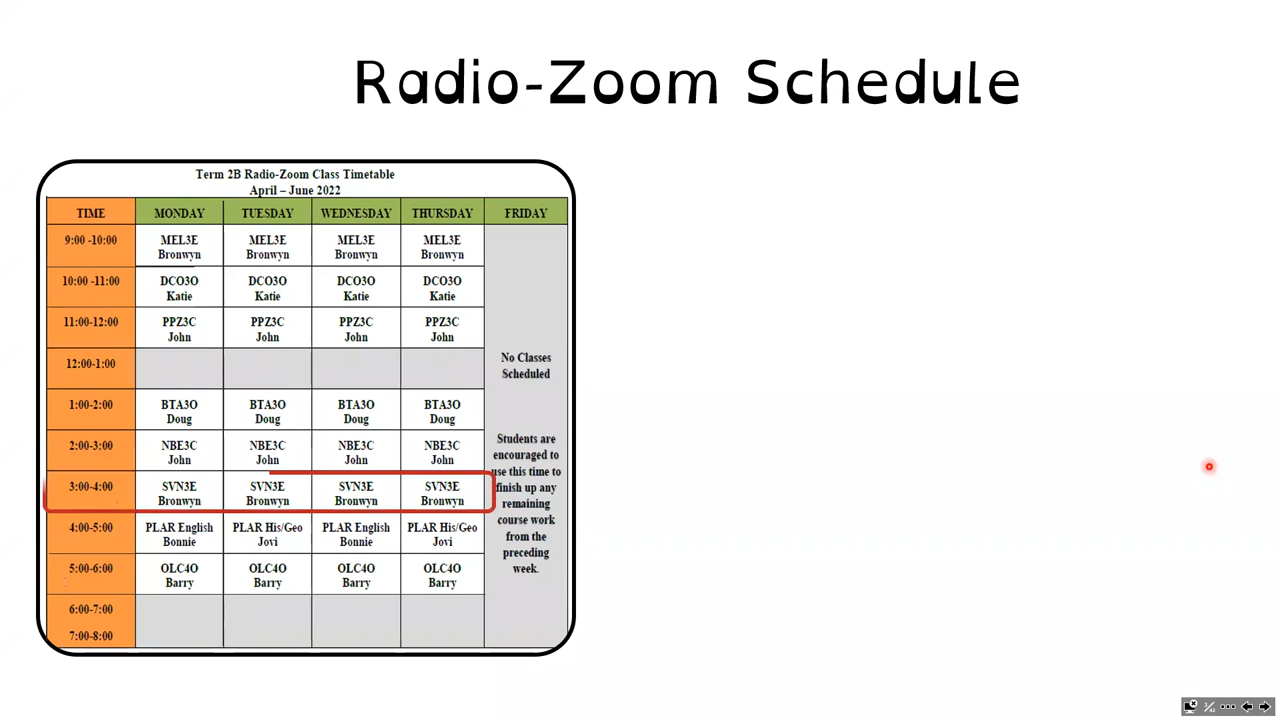 Radio-Zoom Schedule
Term 2B Radio-Zoom Class Timetable
April – June 2022
TIME MONDAY TUESDAY WEDNESDAY THURSDAY FRIDAY
9:00 -10:00 MEL3E MEL3E MEL3E MEL3E
Bronwyn Bronwyn Bronwyn Bronwyn
10:00 -11:00 DCO3O DCO3O DCO3O DCO3O
Katie Katie Katie Katie
11:00-12:00 PPZ3C PPZ3C PPZ3C PPZ3C
John John John John
12:00-1:00
No Classes
Scheduled
1:00-2:00 BTA3O BTA3O BTA3O BTA3O
Doug Doug Doug Doug
2:00-3:00 NBE3C NBE3C NBE3C NBE3C
John John John John
3:00-4:00 SVN3E SVN3E SVN3E SVN3E
Bronwyn Bronwyn Bronwyn Bronwyn
4:00-5:00 PLAR English PLAR His/Geo PLAR English PLAR His/Geo
Bonnie Jovi Bonnie Jovi
5:00-6:00 OLC4O OLC4O OLC4O OLC4O
Barry Barry Barry Barry
6:00-7:00
7:00-8:00
Students are
encouraged to
use this time to
finish up any
remaining
course work
from the
preceding
week.